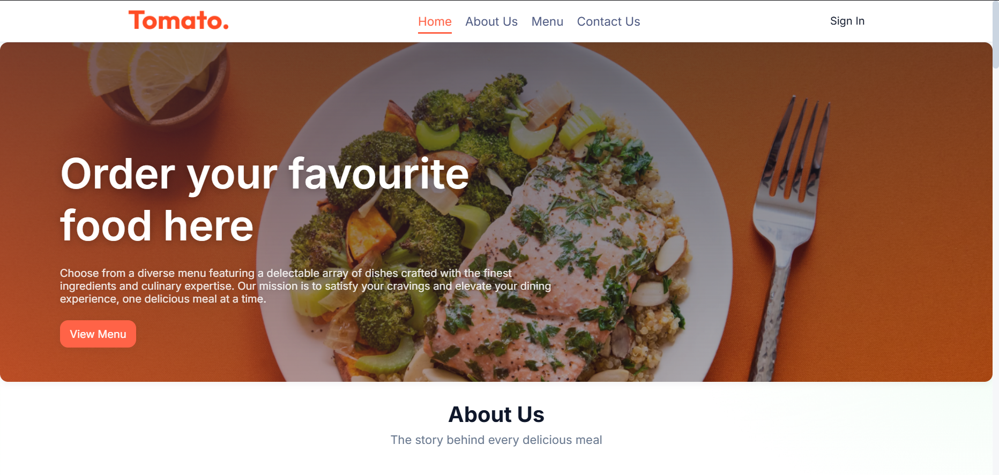 Tomato.
Home About Us Menu Contact Us
Sign In
Order your favourite
food here
Choose from a diverse menu featuring a delectable array of dishes crafted with the finest
ingredients and culinary expertise. Our mission is to satisfy your cravings and elevate your dining
experience, one delicious meal at a time.
View Menu
About Us
The story behind every delicious meal